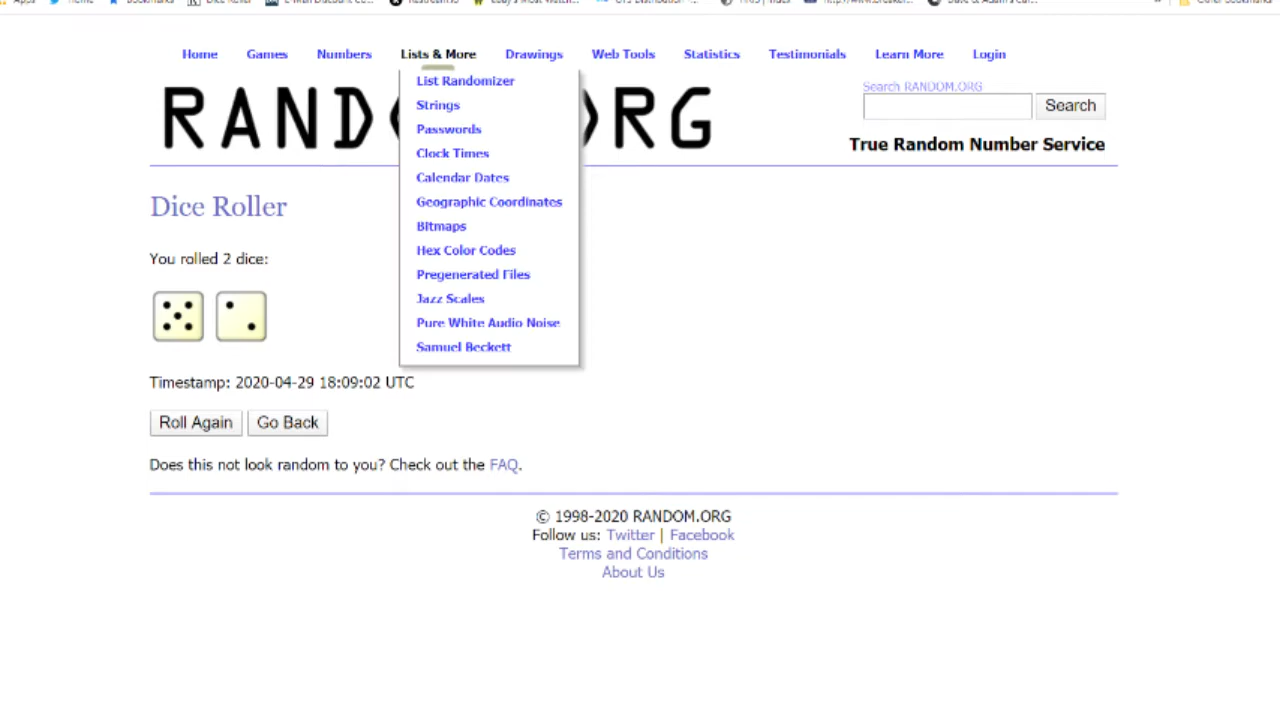 Home Games Numbers Lists & More Drawings Web Tools Statistics Testimonials Learn More Login
List Randomizer
Strings
Passwords
Clock Times
Calendar Dates
Geographic Coordinates
Bitmaps
Hex Color Codes
Pregenerated Files
Jazz Scales
Pure White Audio Noise
Samuel Beckett
RAND RG
Search RANDOM.ORG
Search
True Random Number Service
Dice Roller
You rolled 2 dice:
Timestamp: 2020-04-29 18:09:02 UTC
Roll Again Go Back
Does this not look random to you? Check out the FAQ.
© 1998-2020 RANDOM.ORG
Follow us: Twitter | Facebook
Terms and Conditions
About Us